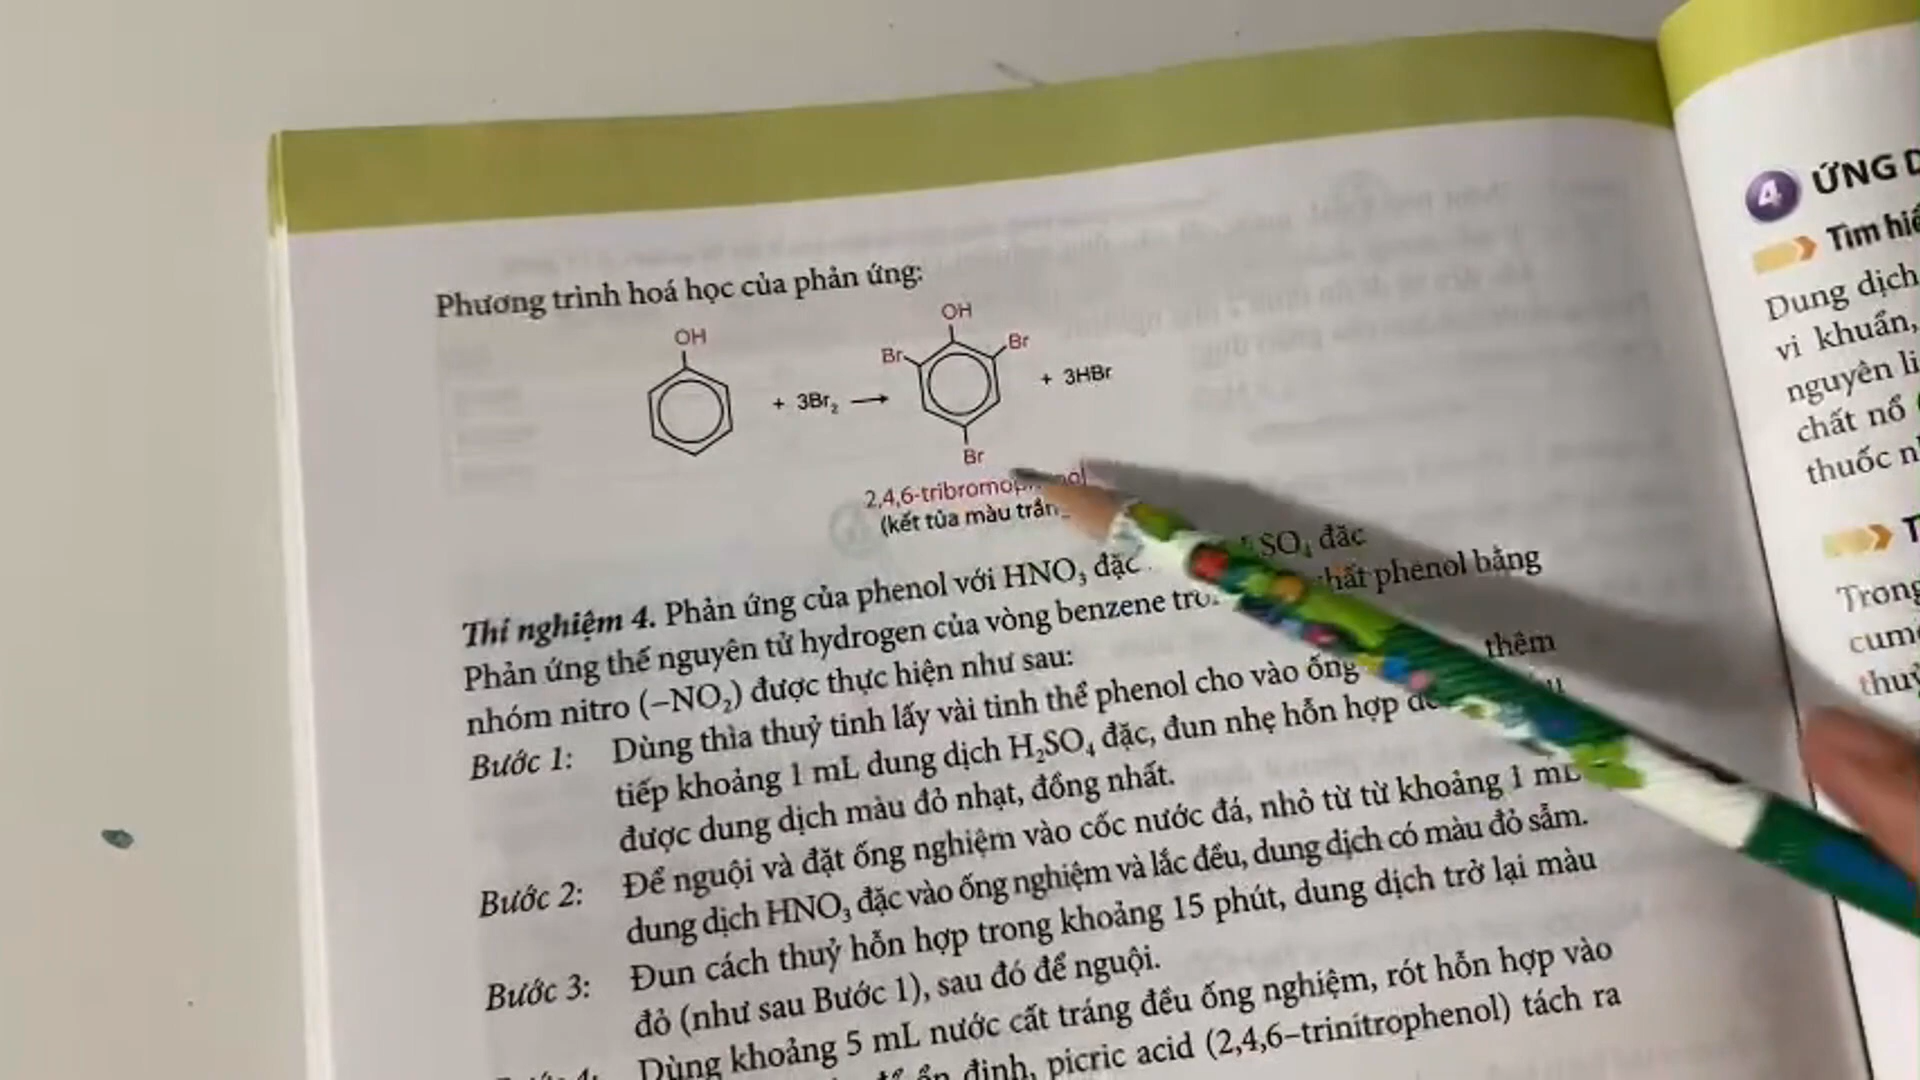 Phương trình hoá học của phản ứng:
OH
+ 3Br₂ →
OH
Br
Br
Br
+ 3HBr
2,4,6-tribromo
(kết tủa màu
Thí nghiệm 4. Phản ứng của phenol với HNO₃ đặc SO₄ đặc
Phản ứng thế nguyên tử hydrogen của vòng benzene phenol bằng
nhóm nitro (–NO₂) được thực hiện như sau:
Bước 1: Dùng thìa thuỷ tinh lấy vài tinh thể phenol cho vào ống thêm
tiếp khoảng 1 mL dung dịch H₂SO₄ đặc, đun nhẹ hỗn hợp
được dung dịch màu đỏ nhạt, đồng nhất.
Bước 2: Để nguội và đặt ống nghiệm vào cốc nước đá, nhỏ từ từ khoảng 1 mL
dung dịch HNO₃ đặc vào ống nghiệm và lắc đều, dung dịch có màu đỏ sẫm.
Bước 3: Đun cách thuỷ hỗn hợp trong khoảng 15 phút, dung dịch trở lại màu
đỏ (như sau Bước 1), sau đó để nguội.
Dùng khoảng 5 mL nước cất tráng đều ống nghiệm, rót hỗn hợp vào
định, picric acid (2,4,6–trinitrophenol) tách ra
4 ỨNG
Tìm
Dung dịch
vi khuẩn,
nguyên
chất nổ
thuốc
Trong